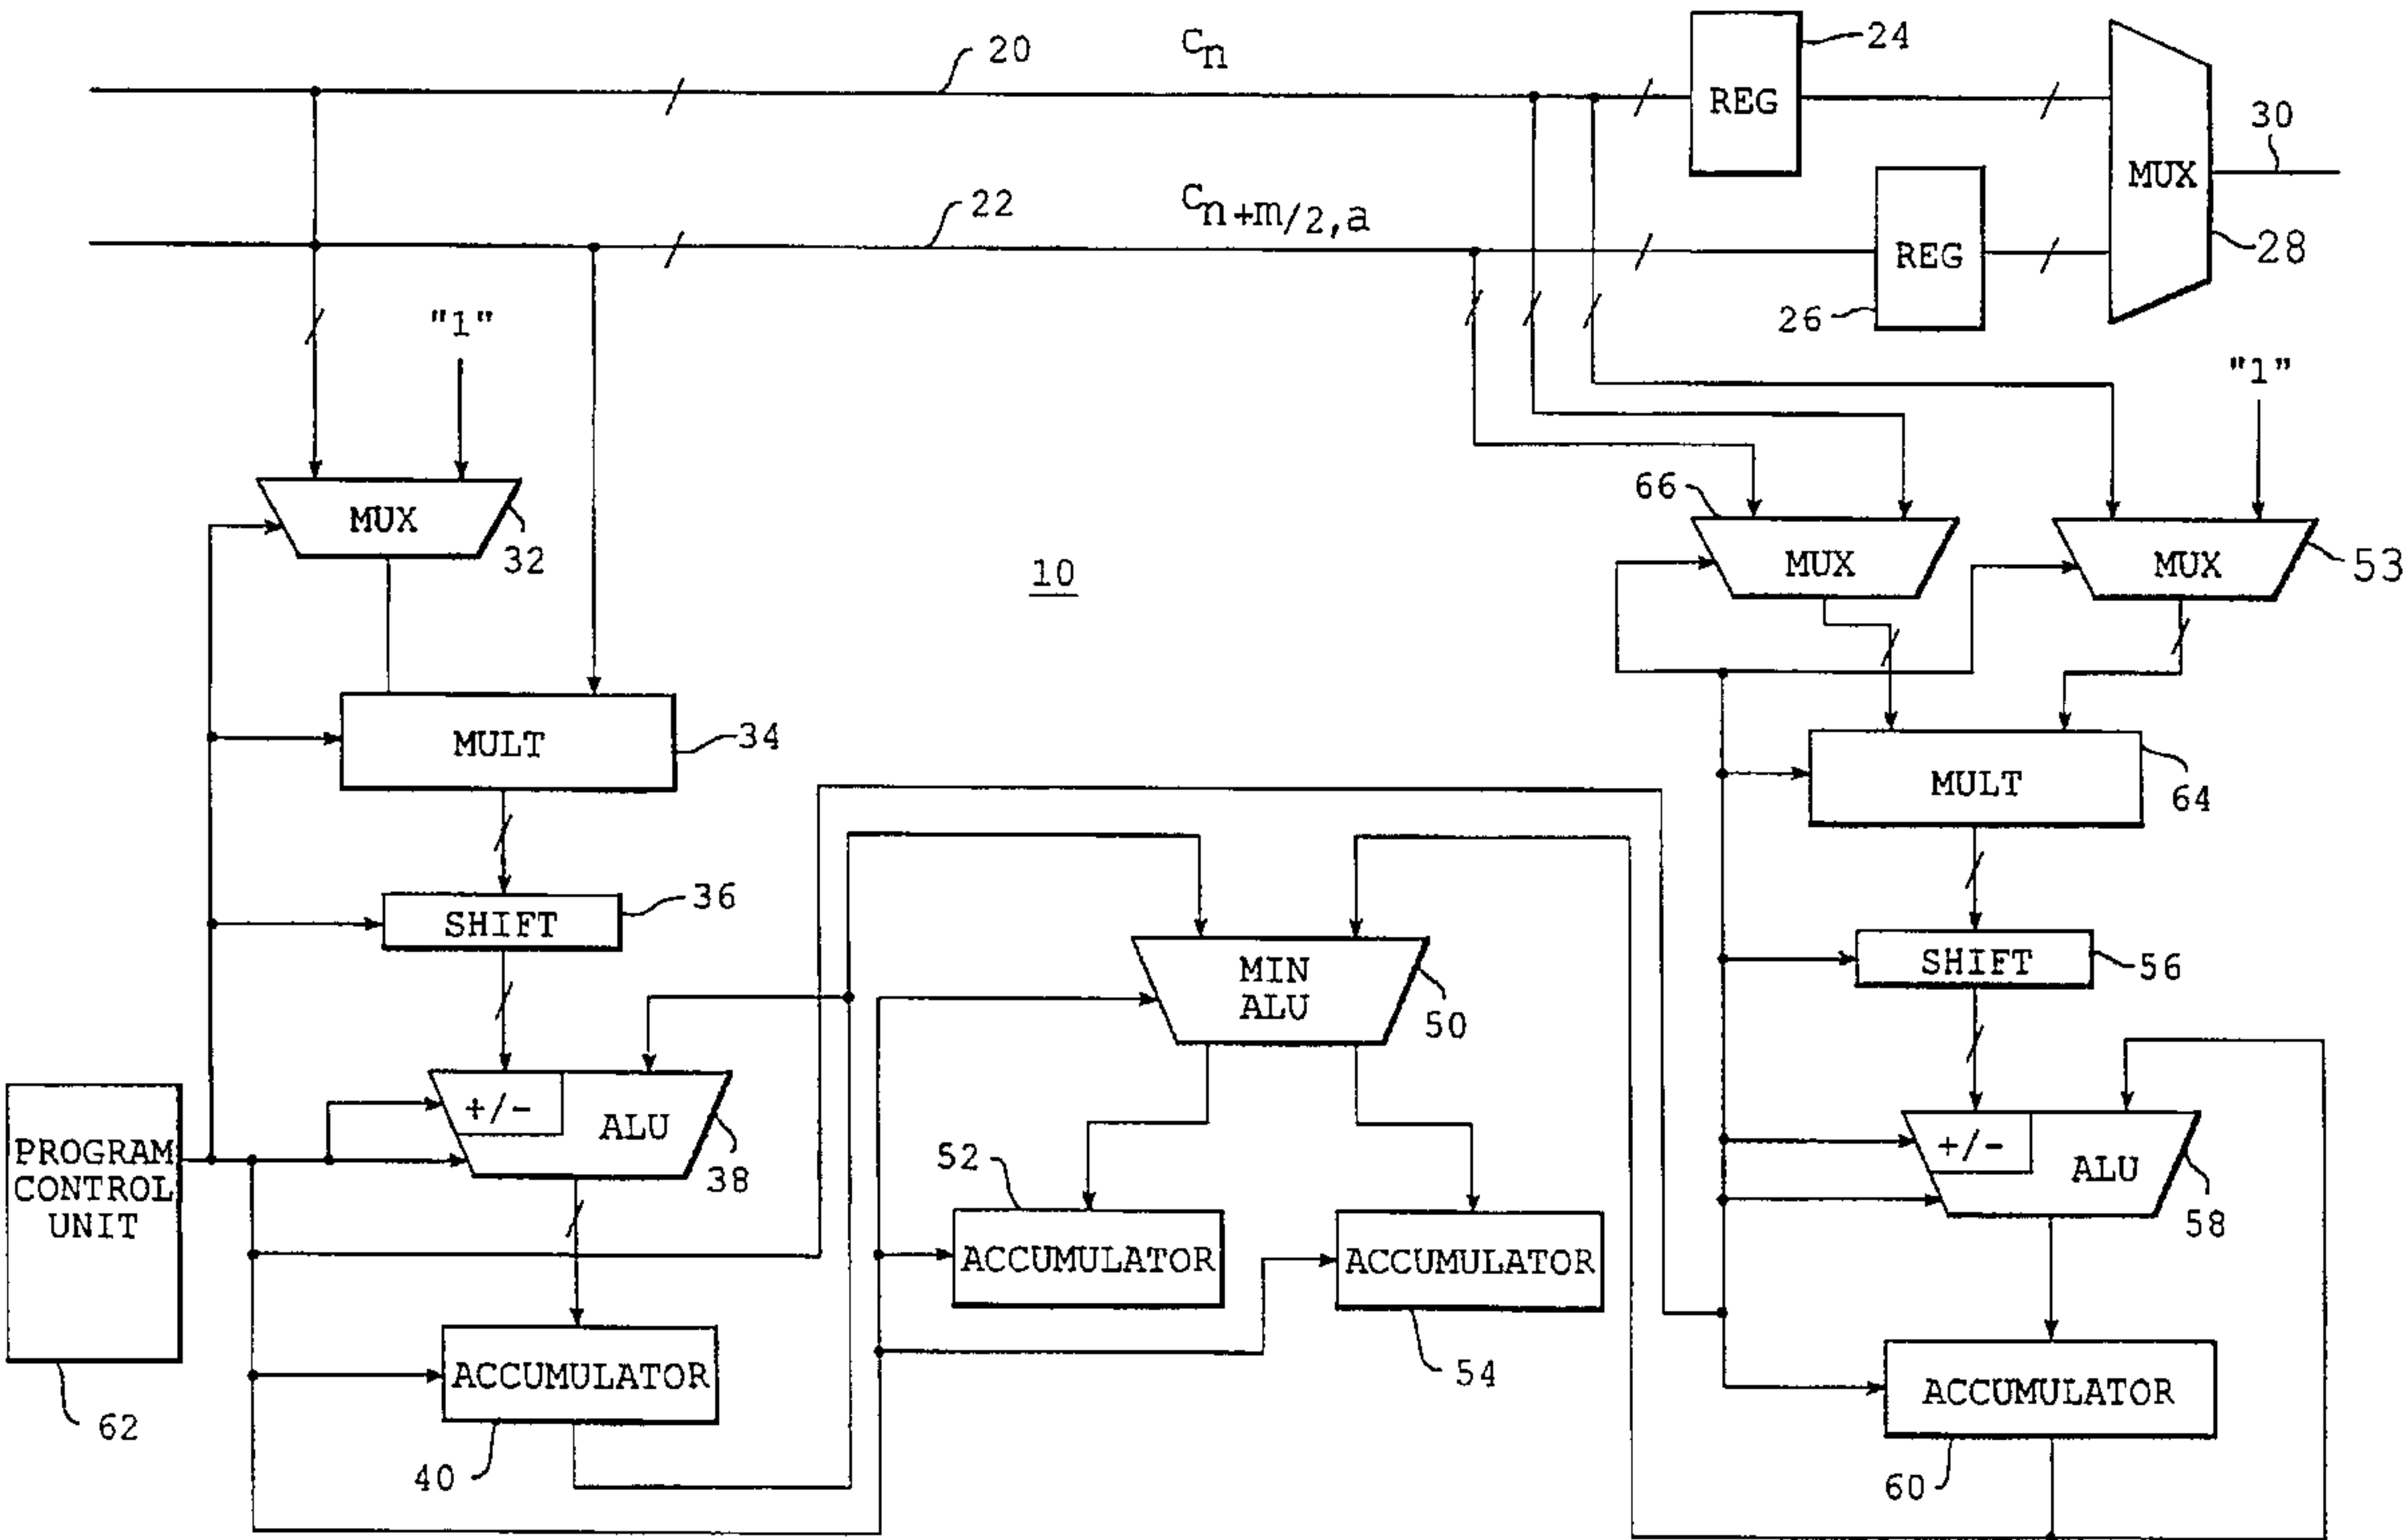 20
Cn
24
REG
30
MUX
28
22
Cn+m/2,a
REG
26
"1"
"1"
MUX
32
66
MUX
MUX
53
10
MULT
34
MULT
64
SHIFT
36
MIN
ALU
50
SHIFT
56
+/-
ALU
38
+/-
ALU
58
PROGRAM
CONTROL
UNIT
62
52
ACCUMULATOR
ACCUMULATOR
54
ACCUMULATOR
40
ACCUMULATOR
60